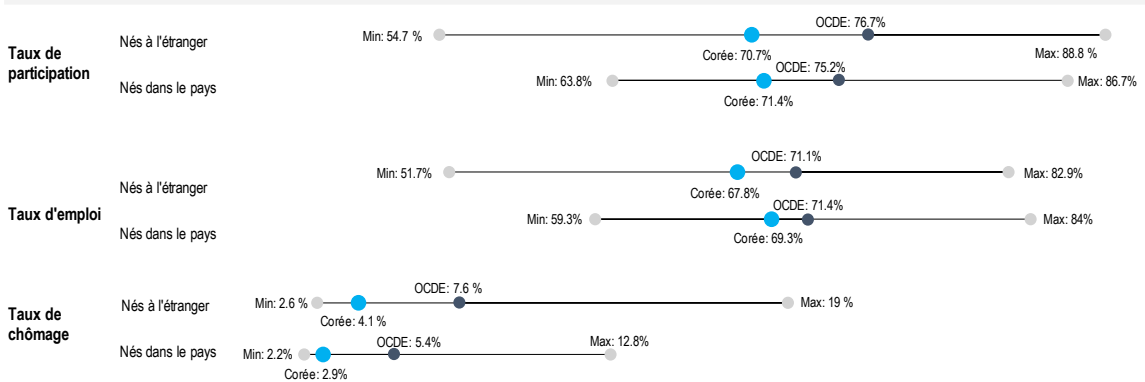 Taux de
participation
Nés à l'étranger
Min: 54.7 %
Corée: 70.7%
OCDE: 76.7%
Max: 88.8 %
Nés dans le pays
Min: 63.8%
Corée: 71.4%
OCDE: 75.2%
Max: 86.7%
Taux d'emploi
Nés à l'étranger
Min: 51.7%
Corée: 67.8%
OCDE: 71.1%
Max: 82.9%
Nés dans le pays
Min: 59.3%
Corée: 69.3%
OCDE: 71.4%
Max: 84%
Taux de
chômage
Nés à l'étranger
Min: 2.6 %
Corée: 4.1 %
OCDE: 7.6 %
Max: 19 %
Nés dans le pays
Min: 2.2%
Corée: 2.9%
OCDE: 5.4%
Max: 12.8%